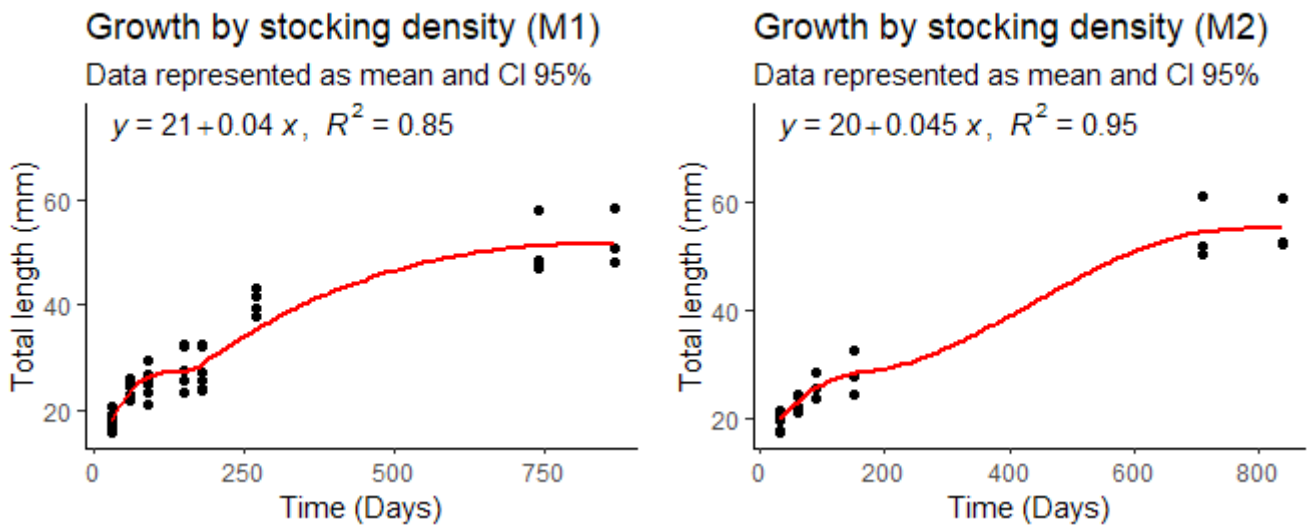 Growth by stocking density (M1)
Data represented as mean and CI 95%
y = 21+0.04 x, R² = 0.85
Total length (mm)
60
40
20
0 250 500 750
Time (Days)
Growth by stocking density (M2)
Data represented as mean and CI 95%
y = 20+0.045 x, R² = 0.95
Total length (mm)
60
40
20
0 200 400 600 800
Time (Days)